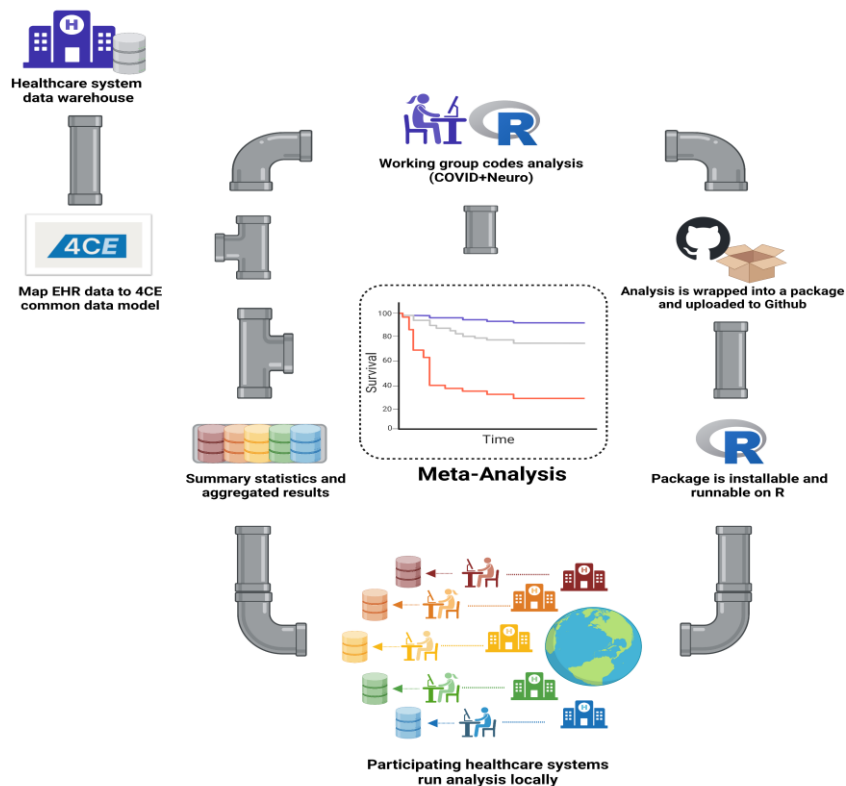 H
Healthcare system
data warehouse
4CE
Map EHR data to 4CE
common data model
R
Working group codes analysis
(COVID+Neuro)
Analysis is wrapped into a package
and uploaded to Github
R
Package is installable and
runnable on R
Survival
100
80
60
40
20
0
Time
Meta-Analysis
Summary statistics and
aggregated results
H
H
H
H
H
Participating healthcare systems
run analysis locally